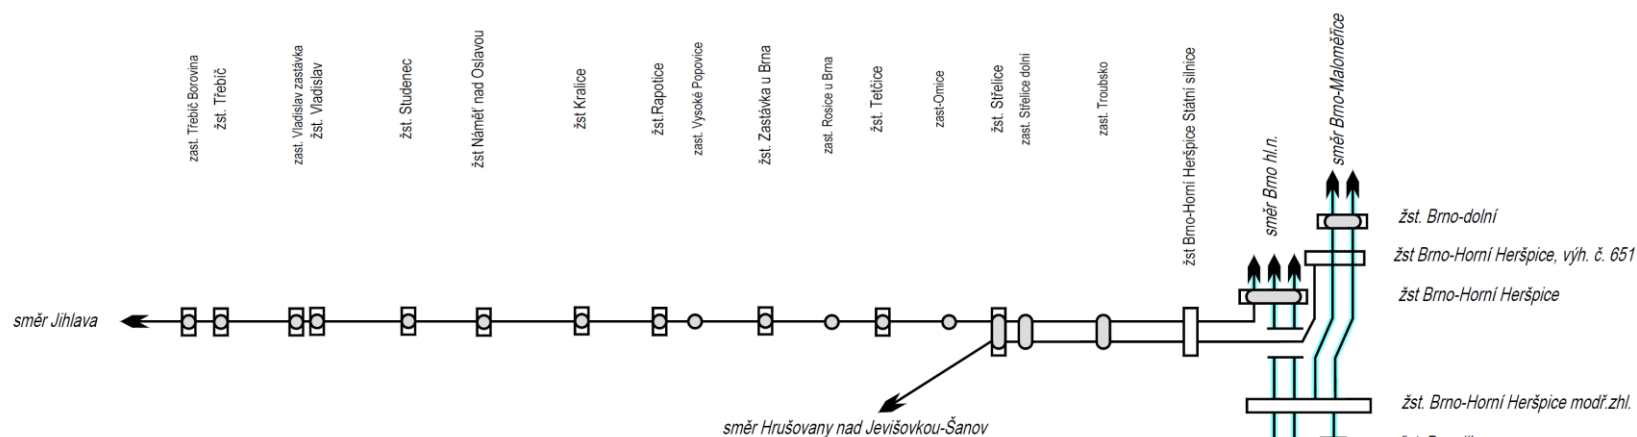 zast. Třebíč Borovina
žst. Třebíč
zast. Vladislav zastávka
žst. Vladislav
žst. Studenec
žst Náměť nad Oslavou
žst Kralice
žst.Rapotice
zast. Vysoké Popovice
žst. Zastávka u Brna
zast. Rosice u Brna
žst. Tetčice
zast-Omice
žst. Střelice
zast. Střelice dolní
zast. Troubsko
žst Brno-Horní Heršpice Státní silnice
směr Brno hl.n.
směr Brno-Maloměřice
žst. Brno-dolní
žst Brno-Horní Heršpice, výh. č. 651
žst Brno-Horní Heršpice
směr Jihlava
žst. Brno-Horní Heršpice modř.zhl.
směr Hrušovany nad Jevišovkou-Šanov